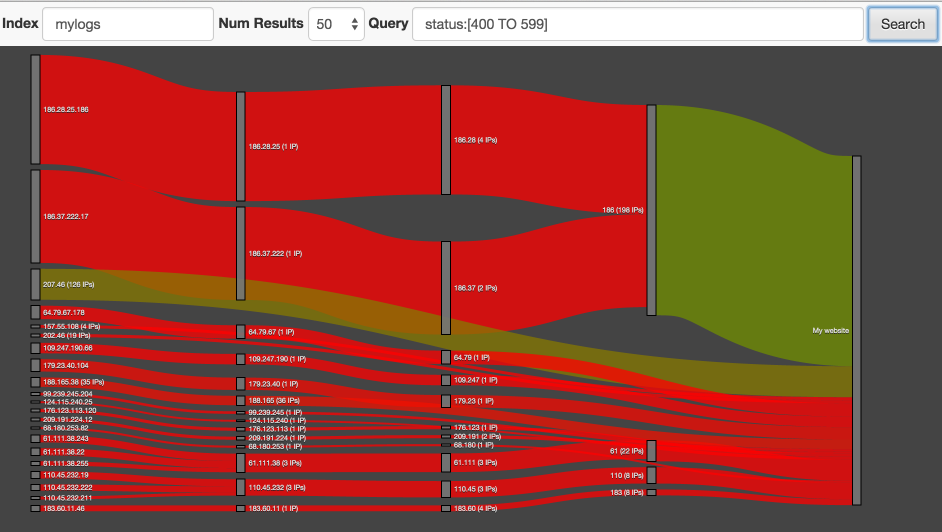 Index mylogs Num Results 50 Query status:[400 TO 599] Search
186.28.25.186
186.37.222.17
207.46 (126 IPs)
64.79.67.178
157.55.108 (4 IPs)
202.46 (19 IPs)
109.247.190.66
179.23.40.104
188.165.38 (35 IPs)
99.239.245.204
124.115.240.25
176.123.113.120
209.191.224.12
68.180.253.82
61.111.38.243
61.111.38.22
61.111.38.255
110.45.232.19
110.45.232.222
110.45.232.211
183.60.11.46
186.28.25 (1 IP)
186.37.222 (1 IP)
64.79.67 (1 IP)
109.247.190 (1 IP)
179.23.40 (1 IP)
188.165 (36 IPs)
99.239.245 (1 IP)
124.115.240 (1 IP)
176.123.113 (1 IP)
209.191.224 (1 IP)
68.180.253 (1 IP)
61.111.38 (3 IPs)
110.45.232 (3 IPs)
183.60.11 (1 IP)
186.28 (4 IPs)
186.37 (2 IPs)
64.79 (1 IP)
109.247 (1 IP)
179.23 (1 IP)
176.123 (1 IP)
209.191 (2 IPs)
68.180 (1 IP)
61.111 (3 IPs)
110.45 (3 IPs)
183.60 (4 IPs)
186 (198 IPs)
61 (22 IPs)
110 (8 IPs)
183 (8 IPs)
My website